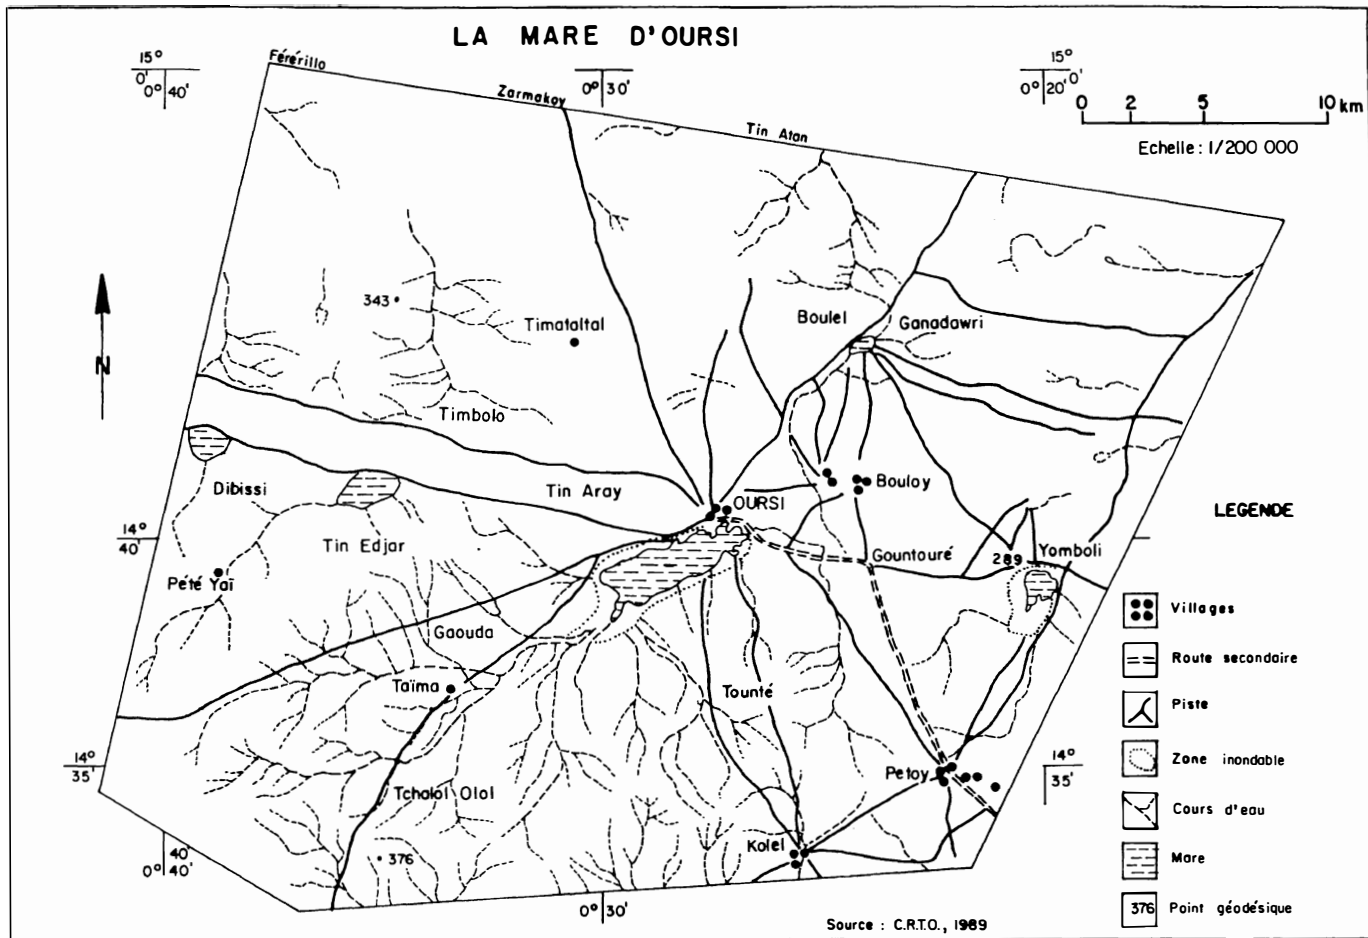 LA MARE D'OURSI
15°
0'
0° 40'
Férérillo
Zarmakoy
0° 30'
Tin Atan
15°
0'
0° 20'
0 2 5 10 km
Echelle: 1/200 000
N
343
Timataltal
Boulel
Ganadawri
Timbolo
Dibissi
Tin Aray
OURSI
Bouloy
14°
40'
Tin Edjar
Gountouré
289
Yomboli
Pété Yaï
Gaouda
Taïma
Tounté
14°
35'
Tchalol Olol
Petoy
14°
35'
Kolel
376
40'
0° 40'
0° 30'
LEGENDE
Villages
Route secondaire
Piste
Zone inondable
Cours d'eau
Mare
376 Point géodésique
Source : C.R.T.O., 1989